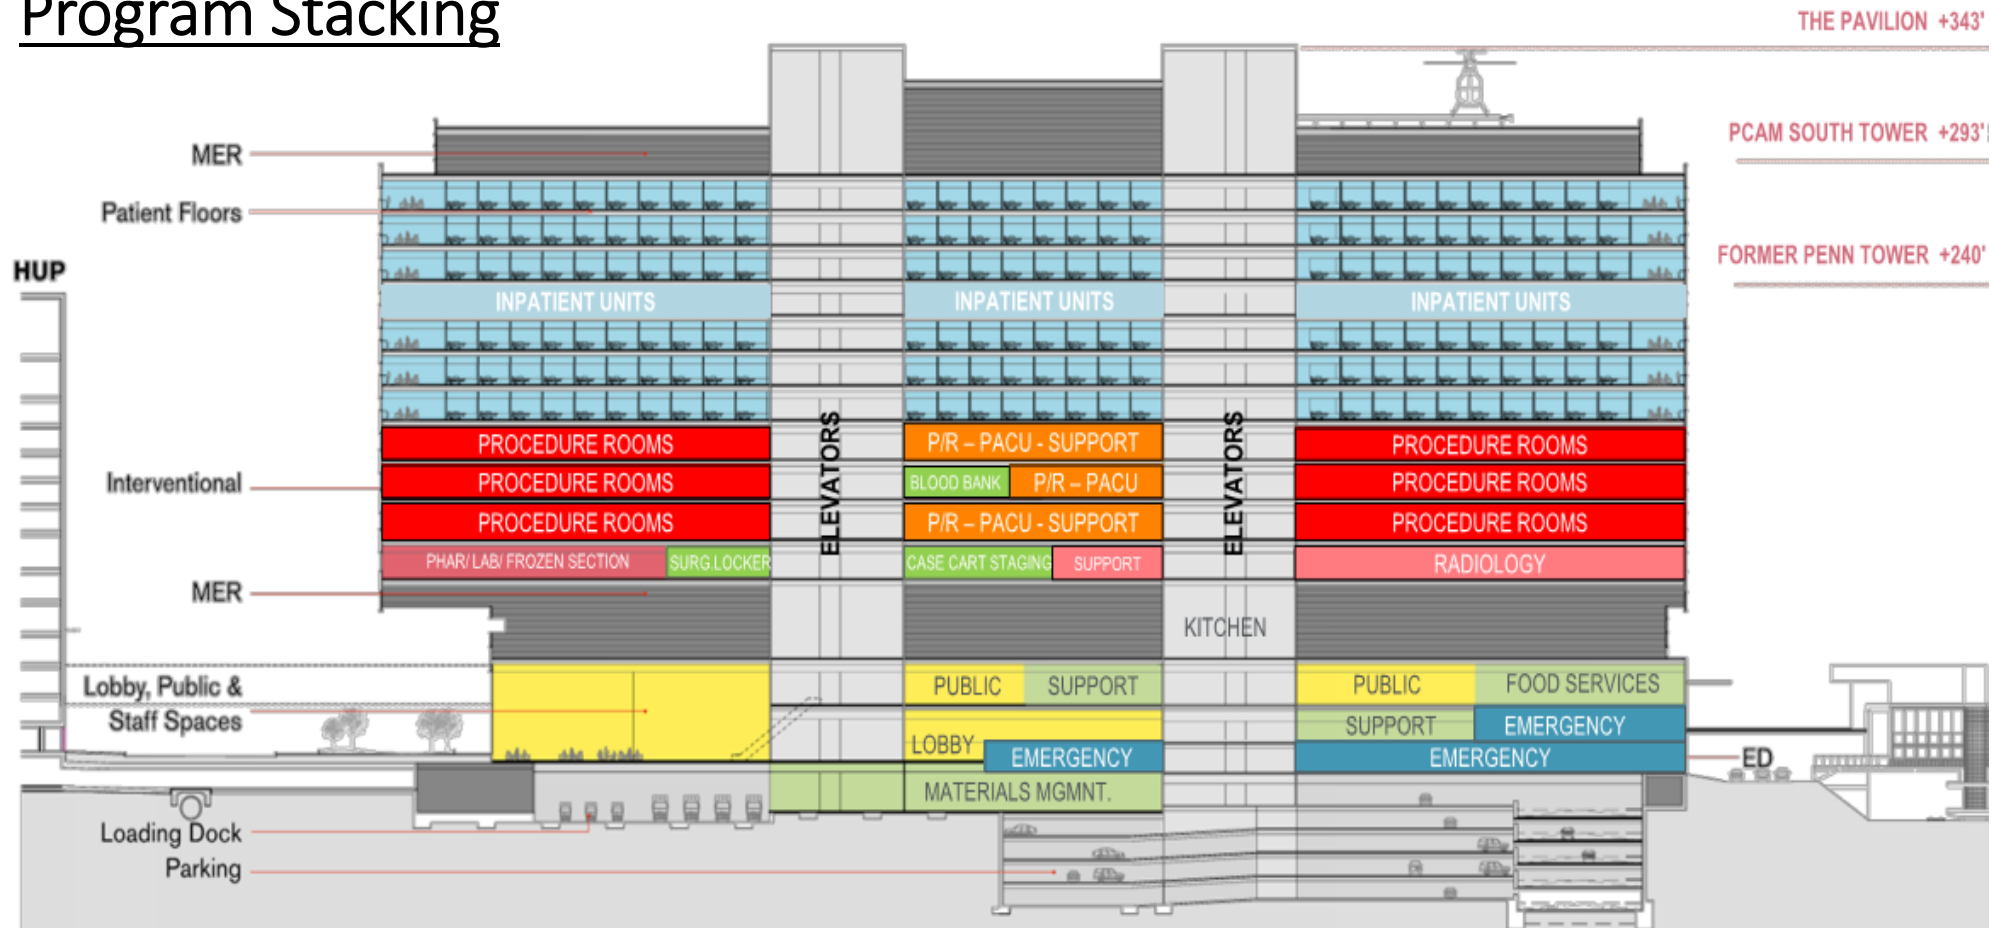 Program Stacking
THE PAVILION +343'
PCAM SOUTH TOWER +293'
MER
Patient Floors
FORMER PENN TOWER +240'
HUP
INPATIENT UNITS
INPATIENT UNITS
INPATIENT UNITS
ELEVATORS
ELEVATORS
PROCEDURE ROOMS
P/R – PACU - SUPPORT
PROCEDURE ROOMS
Interventional
PROCEDURE ROOMS
BLOOD BANK
P/R – PACU
PROCEDURE ROOMS
PROCEDURE ROOMS
P/R – PACU - SUPPORT
PROCEDURE ROOMS
PHAR/ LAB/ FROZEN SECTION
SURG.LOCKER
CASE CART STAGING
SUPPORT
RADIOLOGY
MER
KITCHEN
Lobby, Public &
Staff Spaces
PUBLIC
SUPPORT
PUBLIC
FOOD SERVICES
SUPPORT
EMERGENCY
LOBBY
EMERGENCY
EMERGENCY
ED
MATERIALS MGMNT.
Loading Dock
Parking